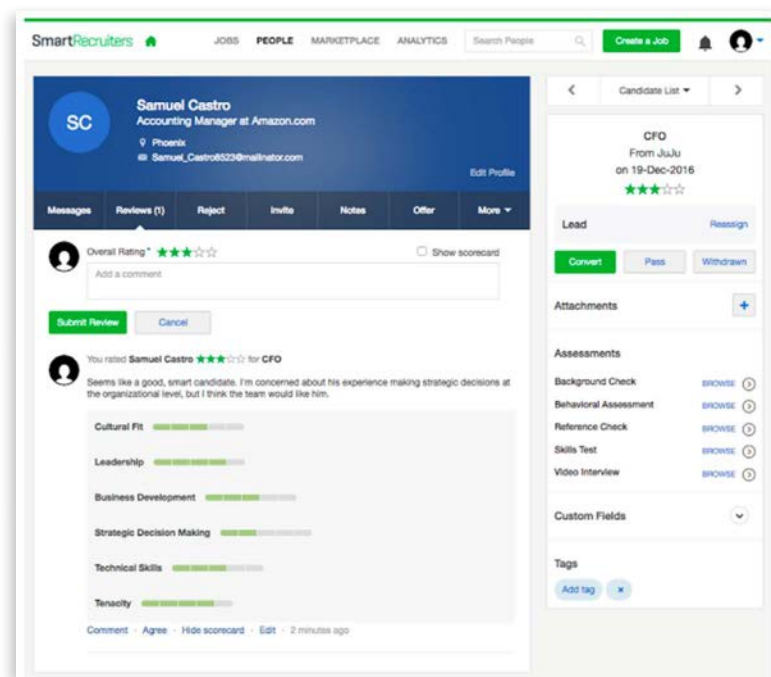 SmartRecruiters
JOBS PEOPLE MARKETPLACE ANALYTICS Search People Create a Job
SC
Samuel Castro
Accounting Manager at Amazon.com
Phoenix
Samuel_Castro8523@mailinator.com
Edit Profile
Messages Reviews (1) Reject Invite Notes Offer More
Overall Rating* Show scorecard
Add a comment
Submit Review Cancel
You rated Samuel Castro for CFO
Seems like a good, smart candidate. I'm concerned about his experience making strategic decisions at
the organizational level, but I think the team would like him.
Cultural Fit
Leadership
Business Development
Strategic Decision Making
Technical Skills
Tenacity
Comment · Agree · Hide scorecard · Edit · 2 minutes ago
Candidate List
CFO
From JuJu
on 19-Dec-2016
Lead Reassign
Convert Pass Withdrawn
Attachments +
Assessments
Background Check BROWSE
Behavioral Assessment BROWSE
Reference Check BROWSE
Skills Test BROWSE
Video Interview BROWSE
Custom Fields
Tags
Add tag ×